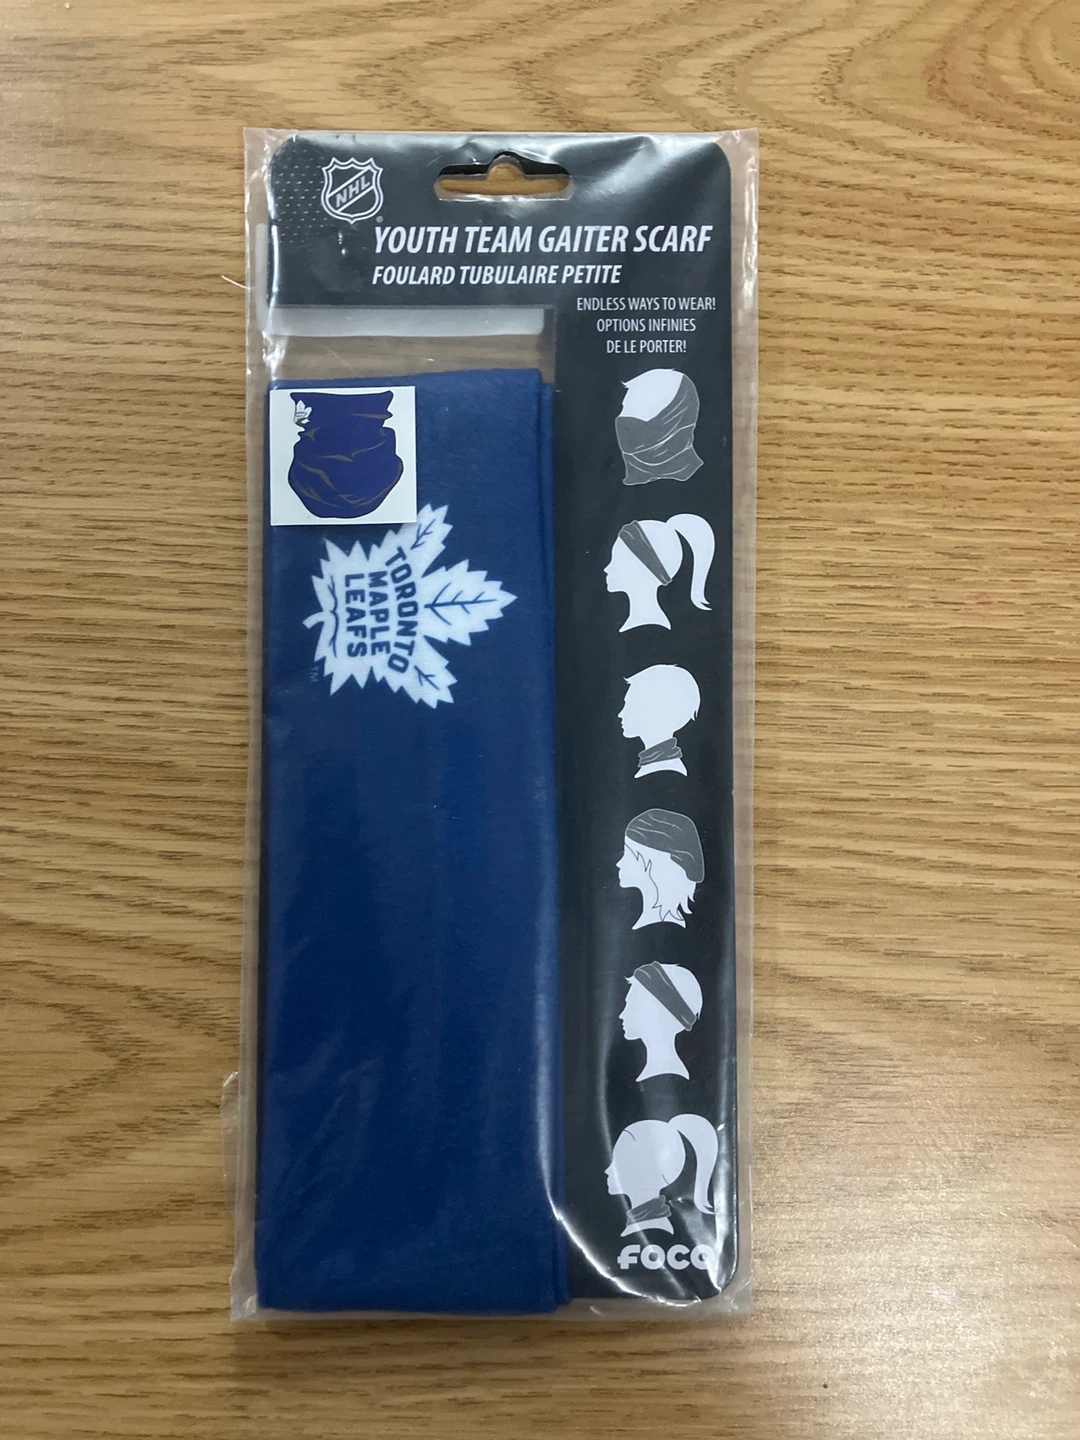 NHL
®
YOUTH TEAM GAITER SCARF
FOULARD TUBULAIRE PETITE
ENDLESS WAYS TO WEAR!
OPTIONS INFINIES
DE LE PORTER!
TORONTO
MAPLE
LEAFS
TM
FOCO